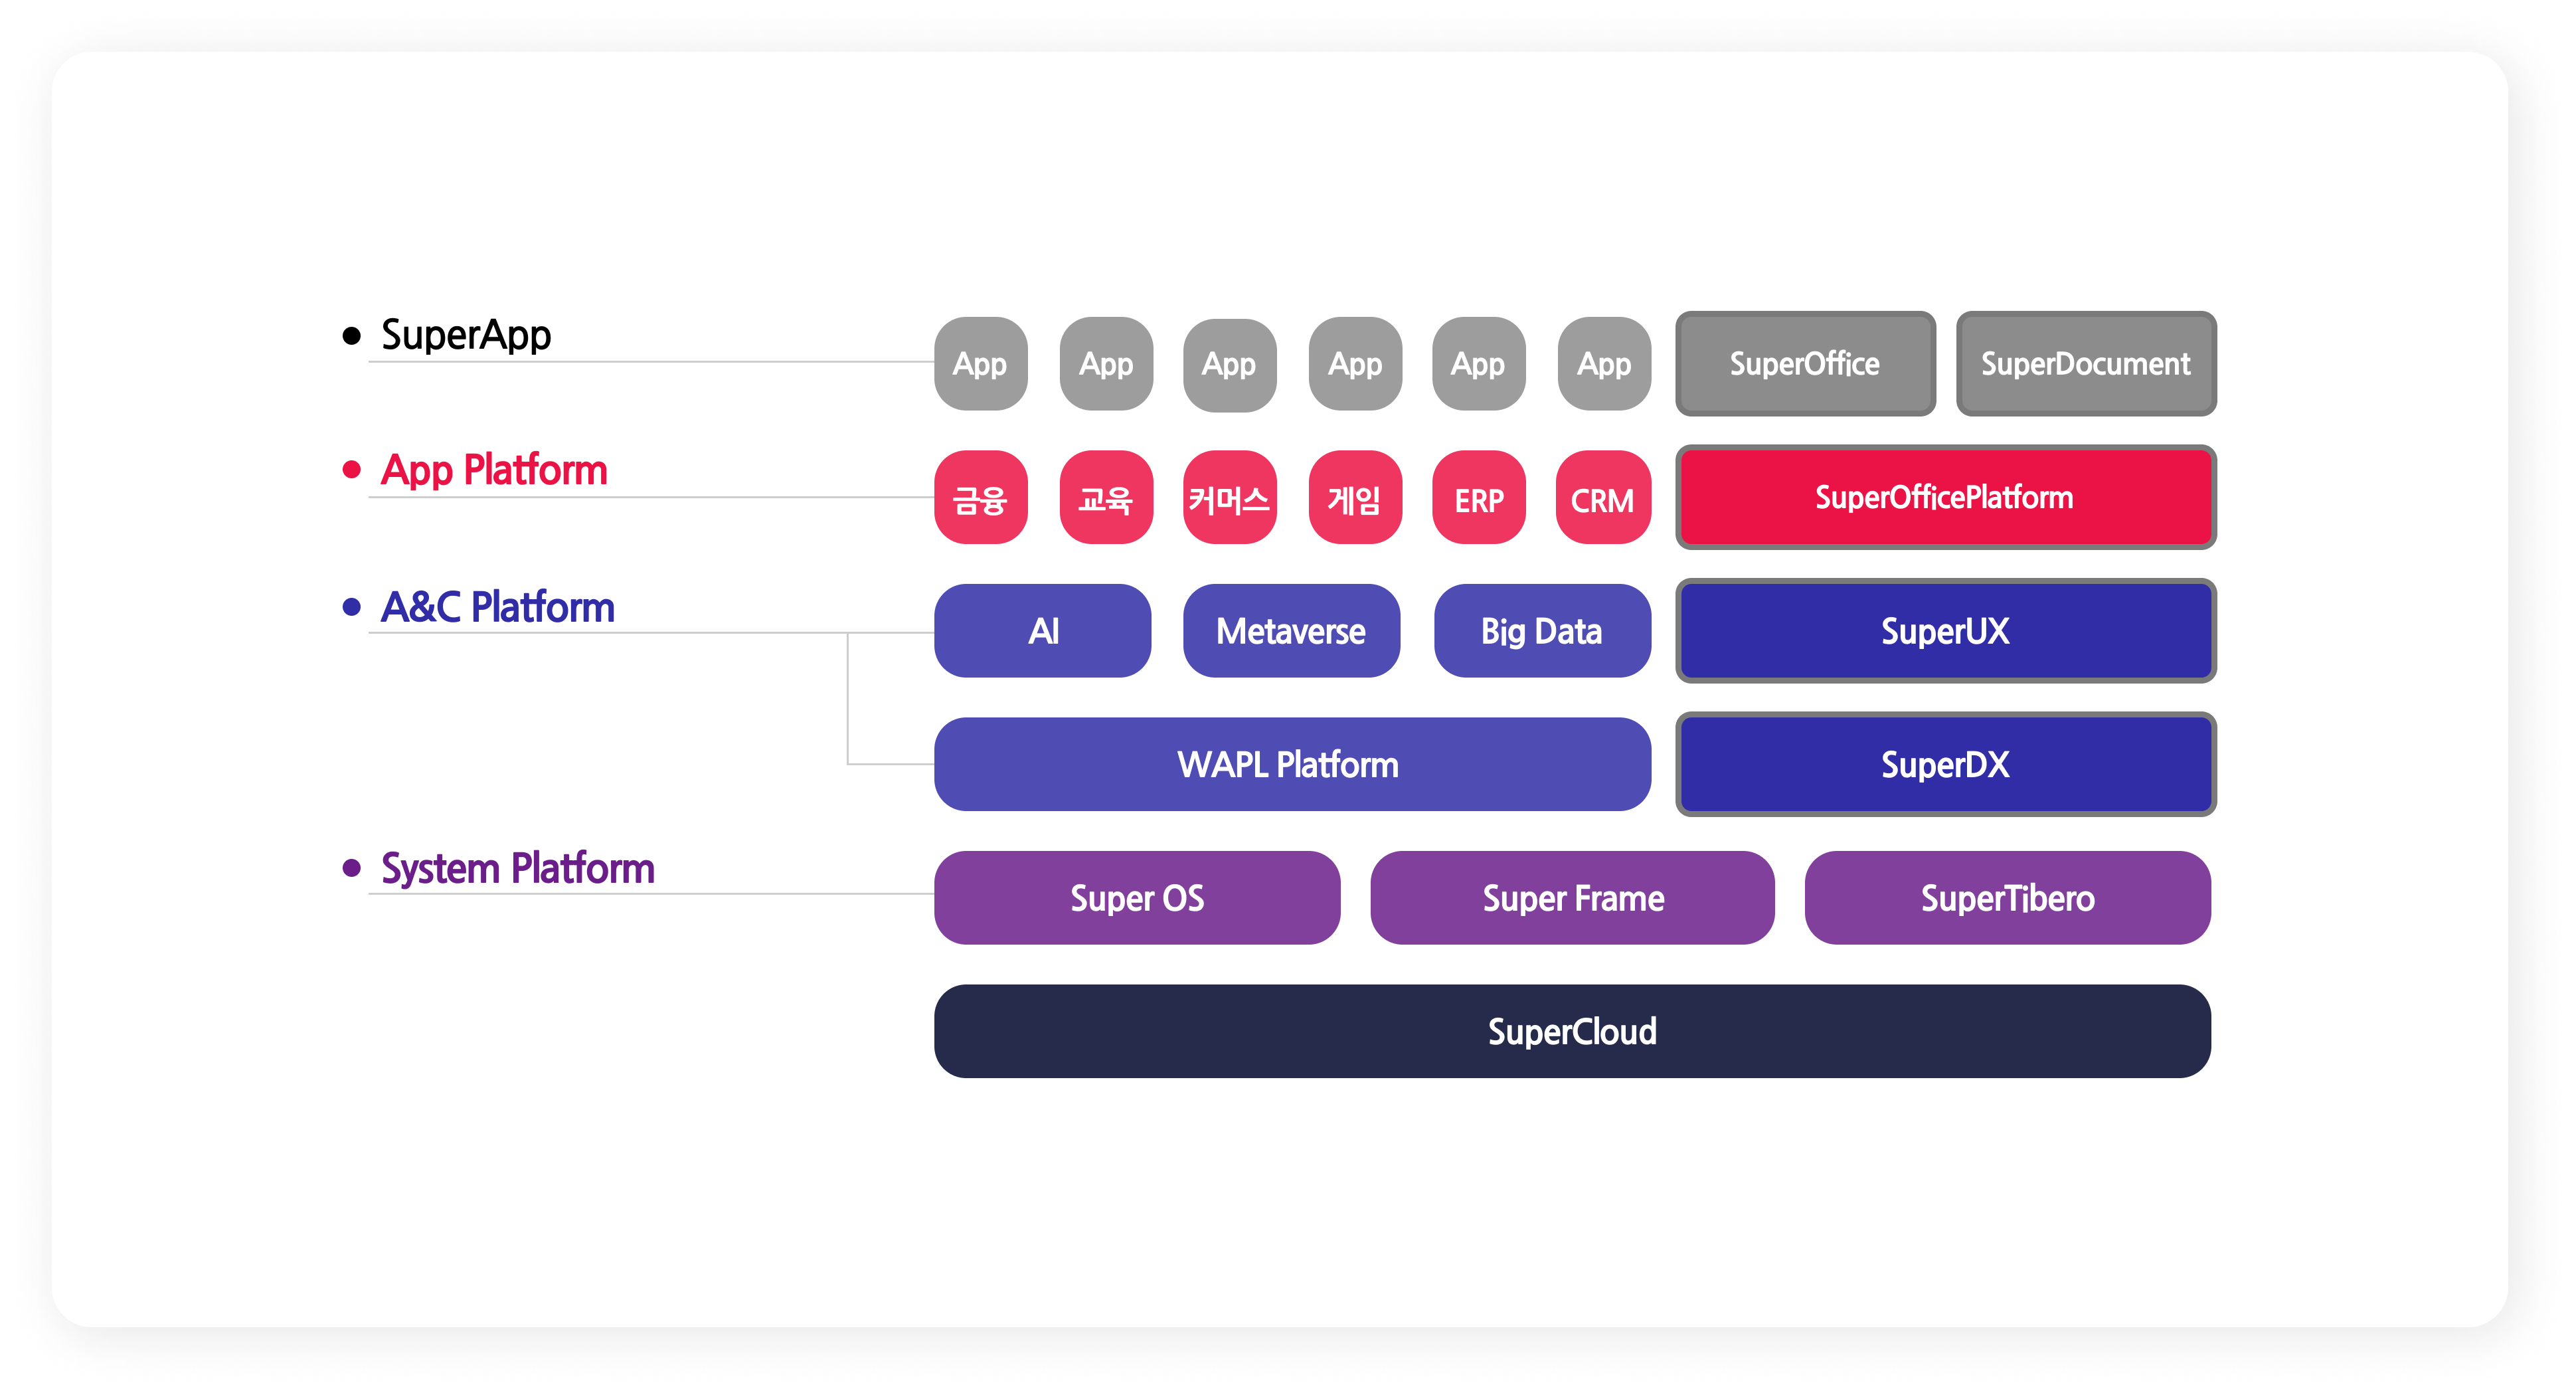 SuperApp
App
App
App
App
App
App
SuperOffice
SuperDocument
App Platform
금융
교육
커머스
게임
ERP
CRM
SuperOfficePlatform
A&C Platform
AI
Metaverse
Big Data
SuperUX
WAPL Platform
SuperDX
System Platform
Super OS
Super Frame
SuperTibero
SuperCloud